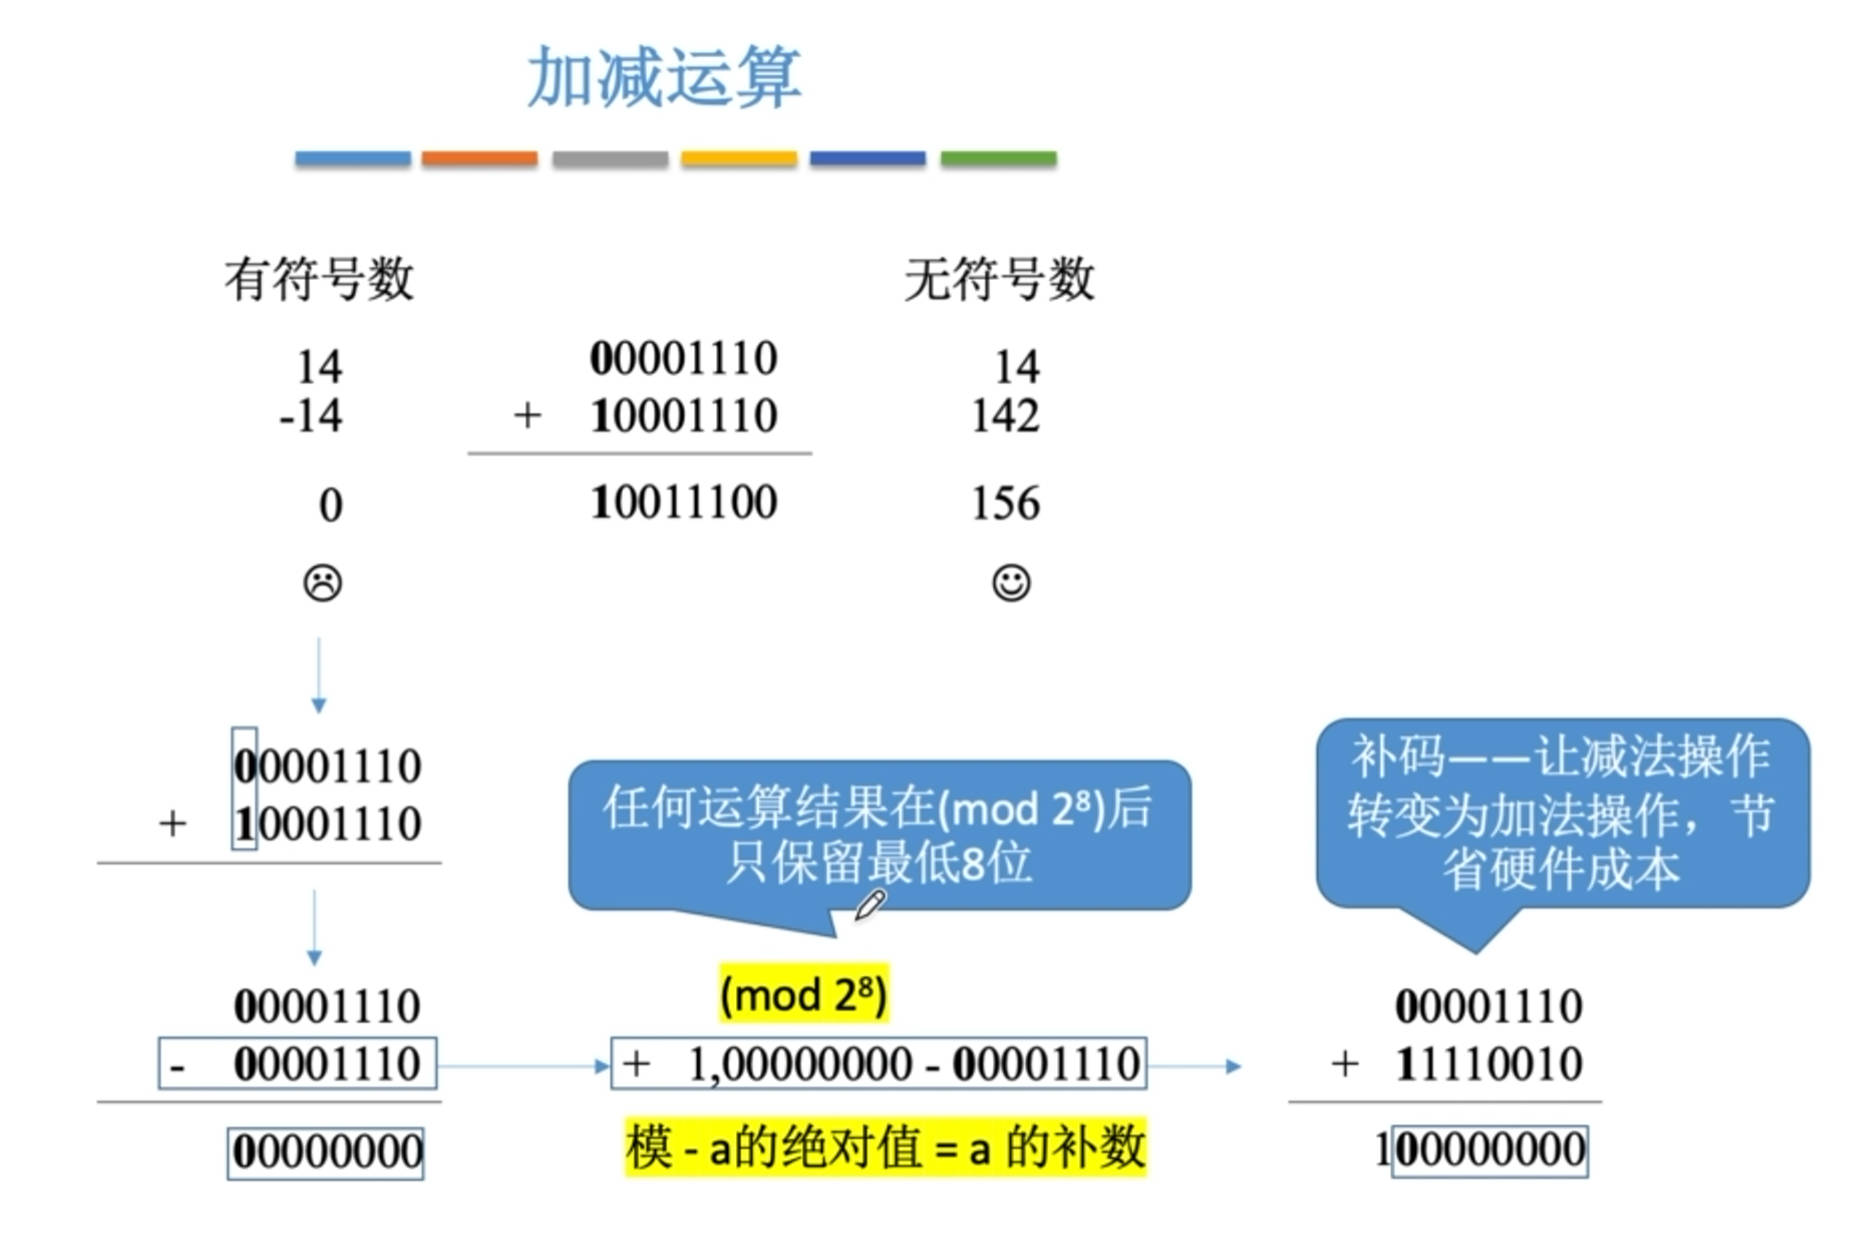 加减运算
有符号数
无符号数
14
00001110
14
-14
+ 10001110
142
0
10011100
156
00001110
+ 10001110
任何运算结果在(mod 2⁸)后
只保留最低8位
补码——让减法操作
转变为加法操作，节
省硬件成本
00001110
- 00001110
00000000
(mod 2⁸)
+ 1,00000000 - 00001110
模 - a的绝对值 = a 的补数
00001110
+ 11110010
100000000